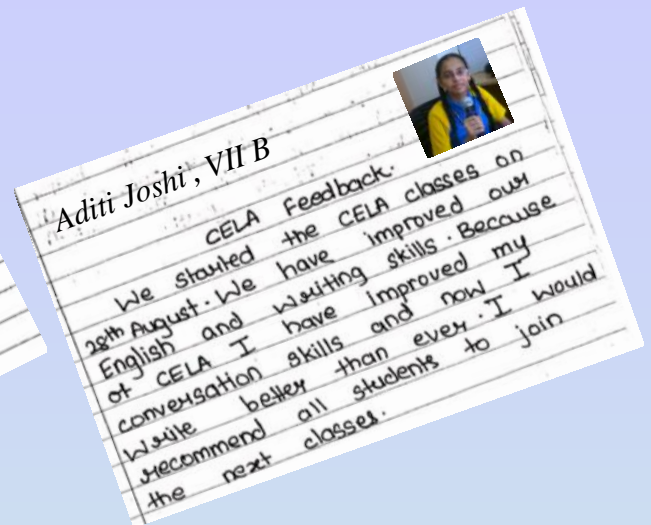 Aditi Joshi , VII B
CELA Feedback.
We started the CELA classes on
28th August. We have improved our
English and writing skills. Because
of CELA I have improved my
conversation skills and now I
write better than ever. I would
recommend all students to join
the next classes.